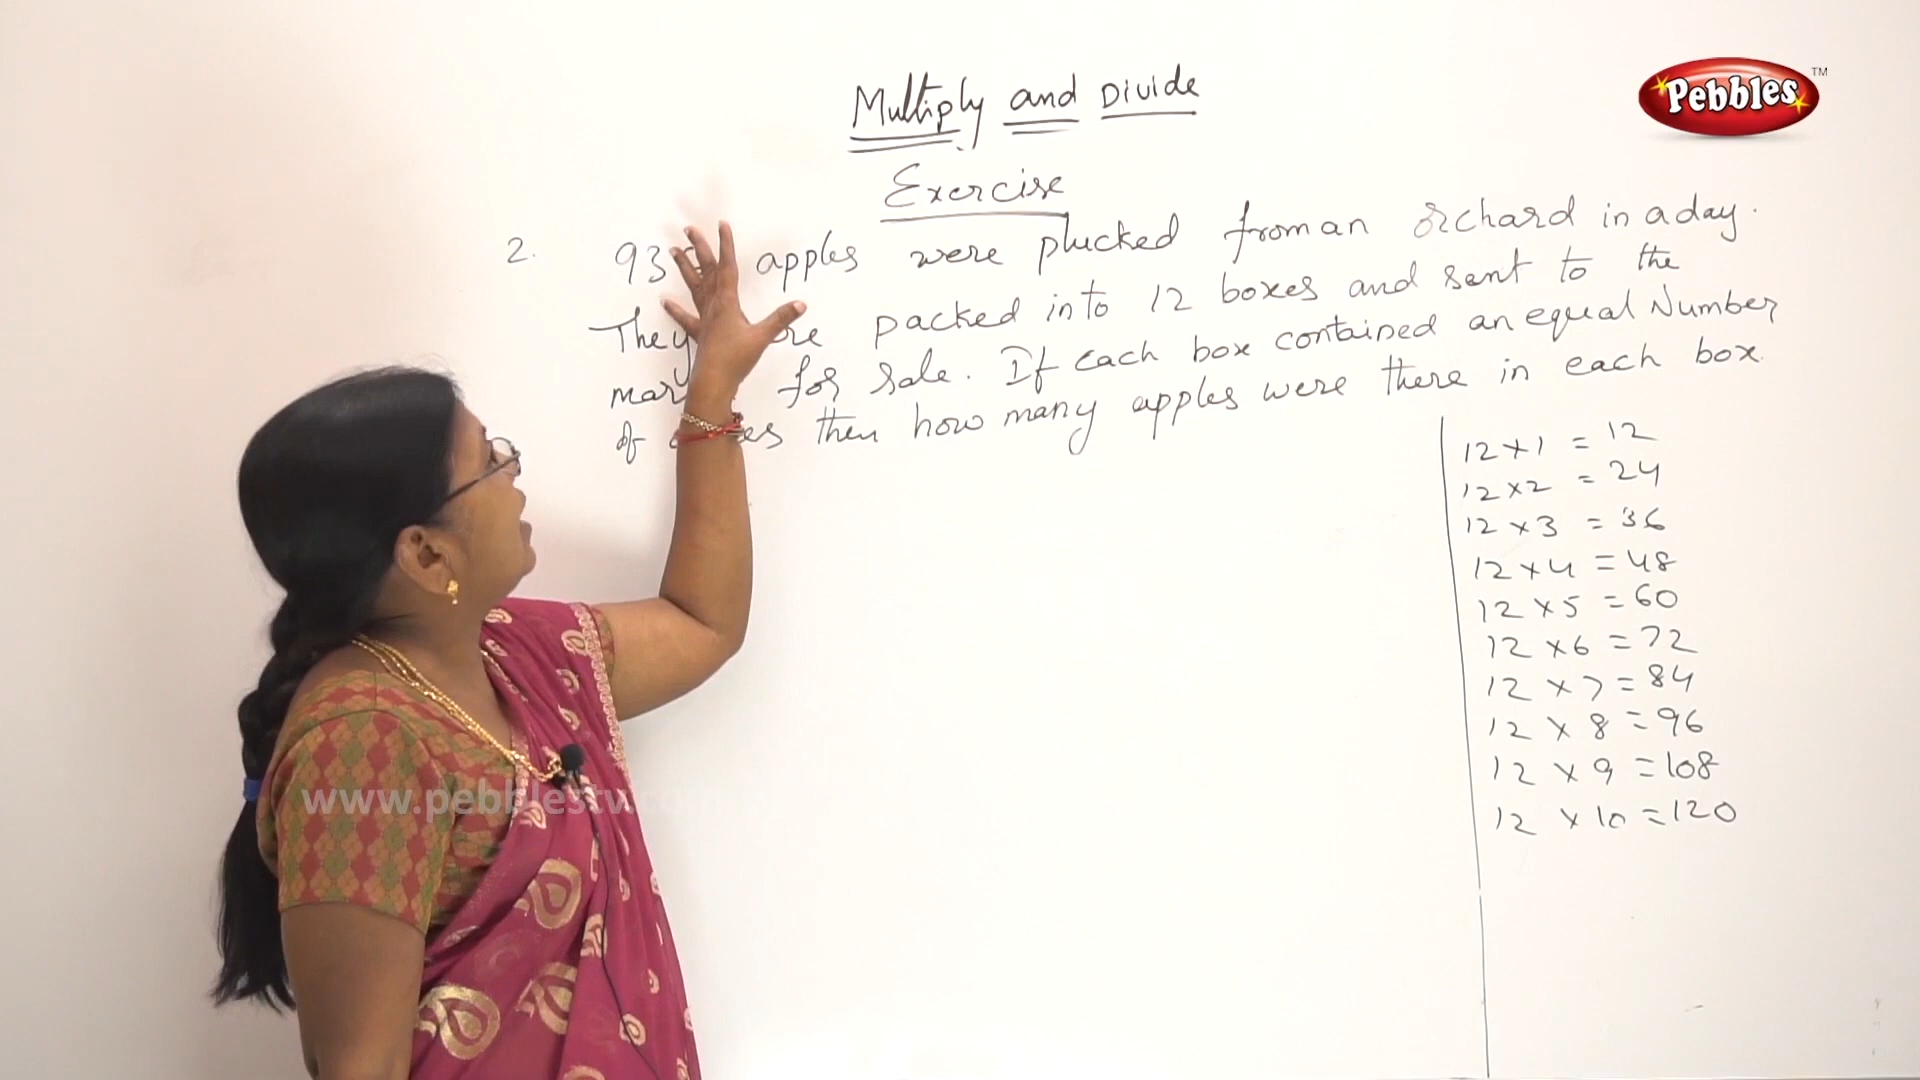 Multiply and Divide
Pebbles TM
Exercise
2. apples were plucked from an orchard in a day.
They packed into 12 boxes and sent to the
for sale. If each box contained an equal Number
of then how many apples were there in each box.
12 x 1 = 12
12 x 2 = 24
12 x 3 = 36
12 x 4 = 48
12 x 5 = 60
12 x 6 = 72
12 x 7 = 84
12 x 8 = 96
12 x 9 = 108
12 x 10 = 120
www.pebblestv.com